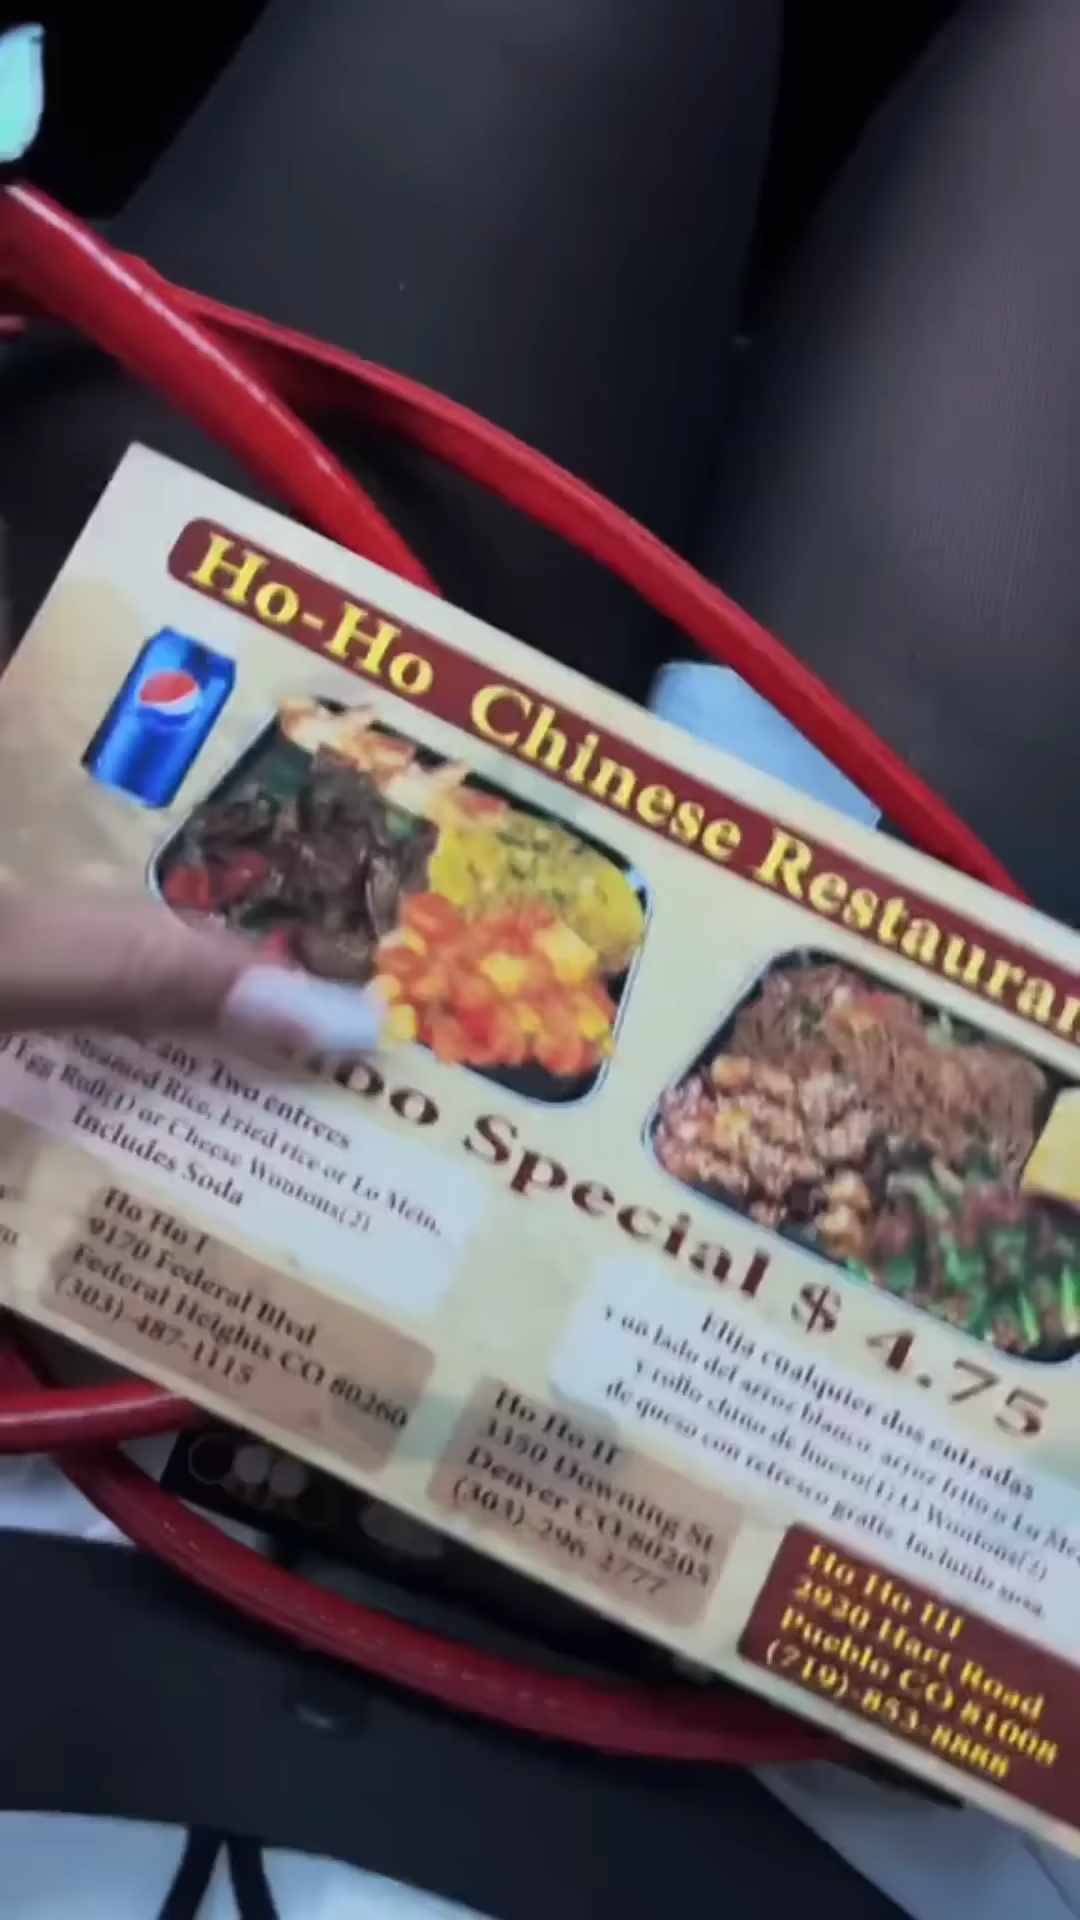 Ho-Ho Chinese Restauran
Special $ 4.75
any Two entrees
Steamed Rice, Fried rice or Lo Mein,
Egg Roll(1) or Cheese Wontons(2)
Includes Soda
Elija cualquier dos entradas
y un lado del arroz blanco, arroz frito o Lo Me
y rollo chino de huevo(1) o Wontons(2)
de queso con refresco gratis. Incluido
Ho Ho I
9170 Federal Blvd
Federal Heights CO 80260
(303)-487-1115
Ho Ho II
3350 Downing St
Denver CO 80205
(303)-296-2777
Ho Ho III
2920 Hart Road
Pueblo CO 81008
(719)-853-8888